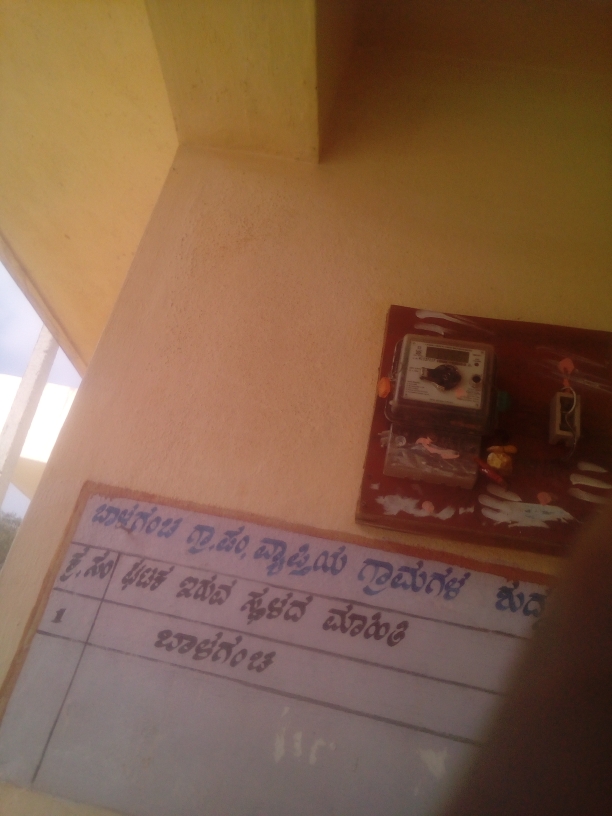 ಬಾಳಗಂಚಿ ಗ್ರಾ.ಪಂ. ವ್ಯಾಪ್ತಿಯ ಗ್ರಾಮಗಳ ಶುದ್ಧ
ಕ್ರ.ಸಂ ಘಟಕ ಇರುವ ಸ್ಥಳದ ಮಾಹಿತಿ
1 ಬಾಳಗಂಚಿ